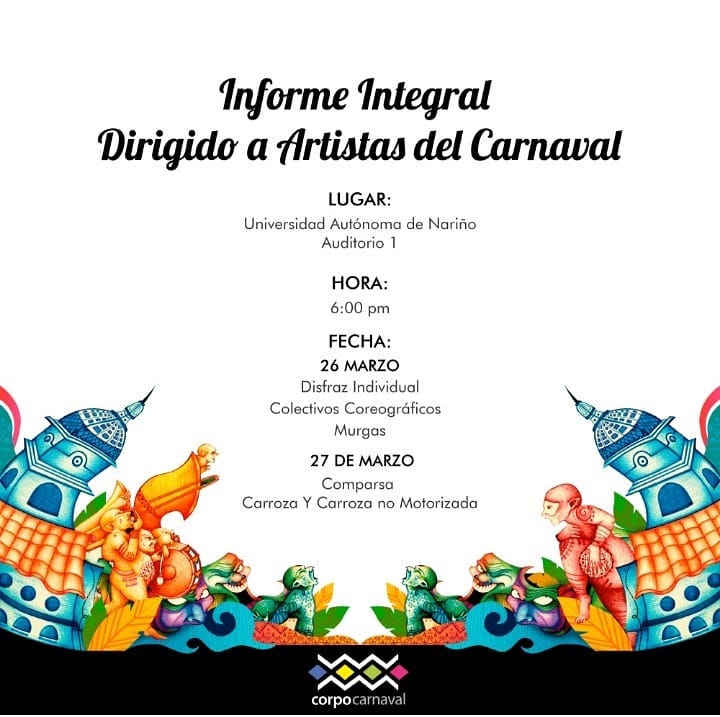 Informe Integral
Dirigido a Artistas del Carnaval
LUGAR:
Universidad Autónoma de Nariño
Auditorio 1
HORA:
6:00 pm
FECHA:
26 MARZO
Disfraz Individual
Colectivos Coreográficos
Murgas
27 DE MARZO
Comparsa
Carroza Y Carroza no Motorizada
corpocarnaval